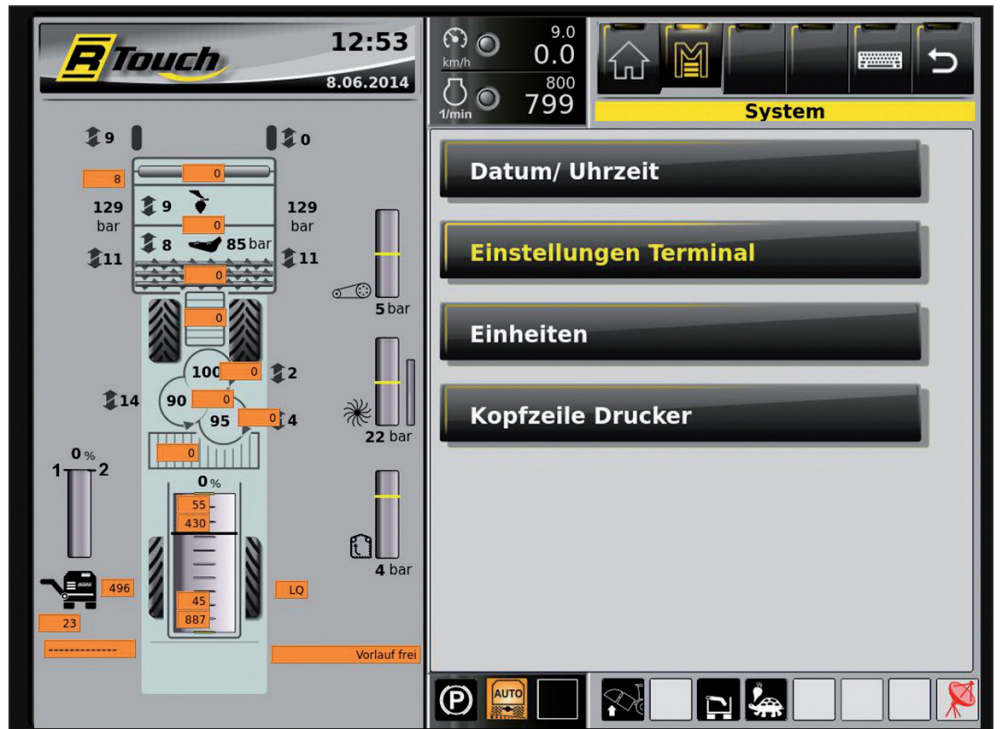 R Touch
12:53
8.06.2014
km/h
9.0
0.0
1/min
800
799
System
Datum/ Uhrzeit
Einstellungen Terminal
Einheiten
Kopfzeile Drucker
9
0
8
0
129
bar
9
129
bar
0
11
8
85 bar
11
0
5 bar
0
100
0
2
14
90
0
95
0
4
22 bar
0
0 %
1
2
0 %
55
430
4 bar
496
45
887
LQ
23
-------------
Vorlauf frei
P
AUTO